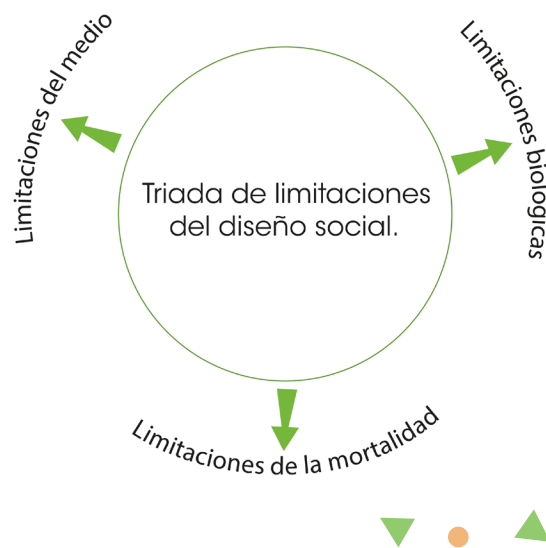 Limitaciones del medio
Limitaciones biologicas
Triada de limitaciones
del diseño social.
Limitaciones de la mortalidad